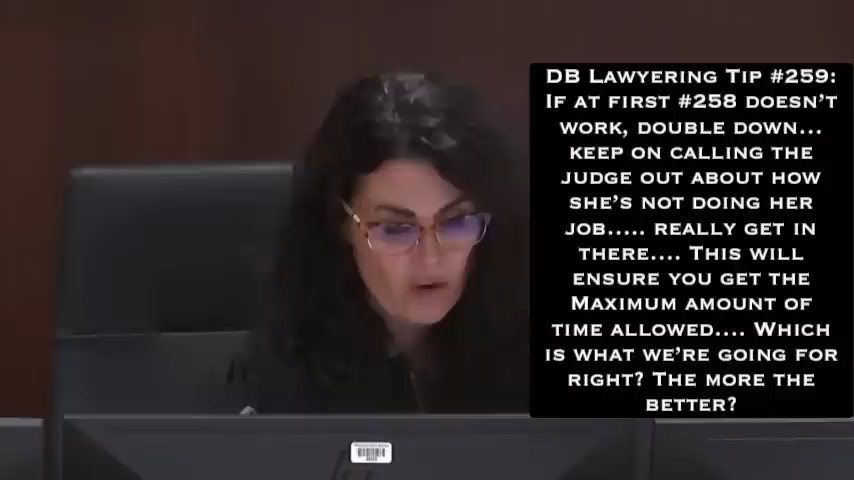 DB Lawyering Tip #259:
If at first #258 doesn't
work, double down...
keep on calling the
judge out about how
she's not doing her
job..... really get in
there.... This will
ensure you get the
Maximum amount of
time allowed.... Which
is what we're going for
right? The more the
better?